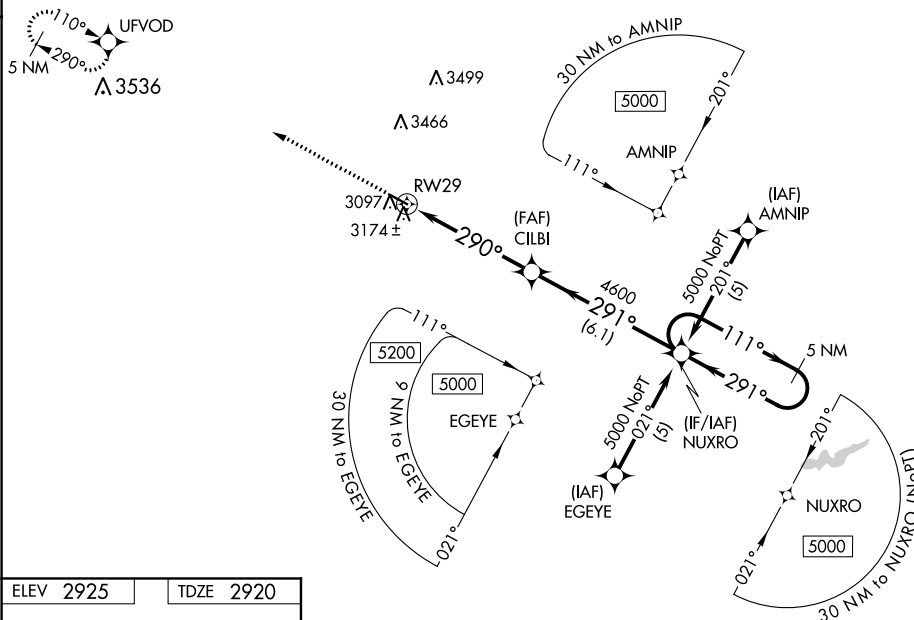 110°
UFVOD
290°
5 NM
3536
3499
3466
30 NM to AMNIP
5000
201°
AMNIP
111°
RW29
3097
3174 ±
(FAF)
CILBI
290°
(IAF)
AMNIP
5000 NoPT
201°
(5)
4600
291°
(6.1)
111°
5 NM
291°
111°
5200
5000
9 NM to EGEYE
30 NM to EGEYE
EGEYE
021°
5000 NoPT
021°
(5)
(IF/IAF)
NUXRO
(IAF)
EGEYE
201°
NUXRO
5000
021°
30 NM to NUXRO (NoPT)
ELEV 2925
TDZE 2920